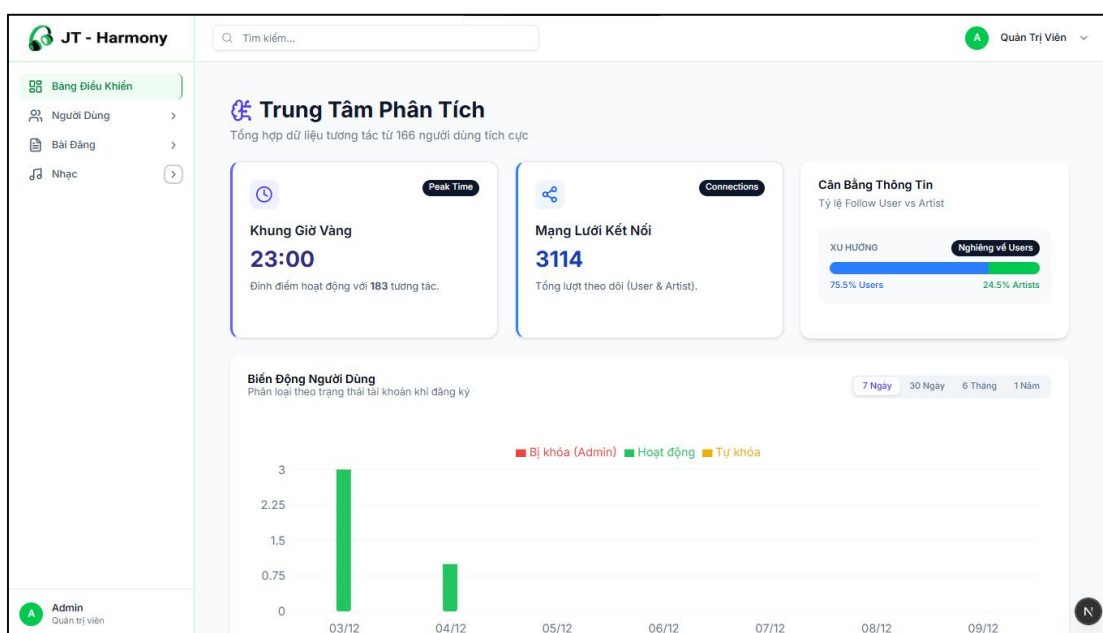 JT - Harmony
Tìm kiếm...
A
Quản Trị Viên
Bảng Điều Khiển
Người Dùng
Bài Đăng
Nhạc
Trung Tâm Phân Tích
Tổng hợp dữ liệu tương tác từ 166 người dùng tích cực
Peak Time
Khung Giờ Vàng
23:00
Đỉnh điểm hoạt động với 183 tương tác.
Connections
Mạng Lưới Kết Nối
3114
Tổng lượt theo dõi (User & Artist).
Cân Bằng Thông Tin
Tỷ lệ Follow User vs Artist
XU HƯỚNG
Nghiêng về Users
75.5% Users
24.5% Artists
Biến Động Người Dùng
Phân loại theo trạng thái tài khoản khi đăng ký
7 Ngày 30 Ngày 6 Tháng 1 Năm
Bị khóa (Admin) Hoạt động Tự khóa
3
2.25
1.5
0.75
0
03/12 04/12 05/12 06/12 07/12 08/12 09/12
A
Admin
Quản trị viên
N